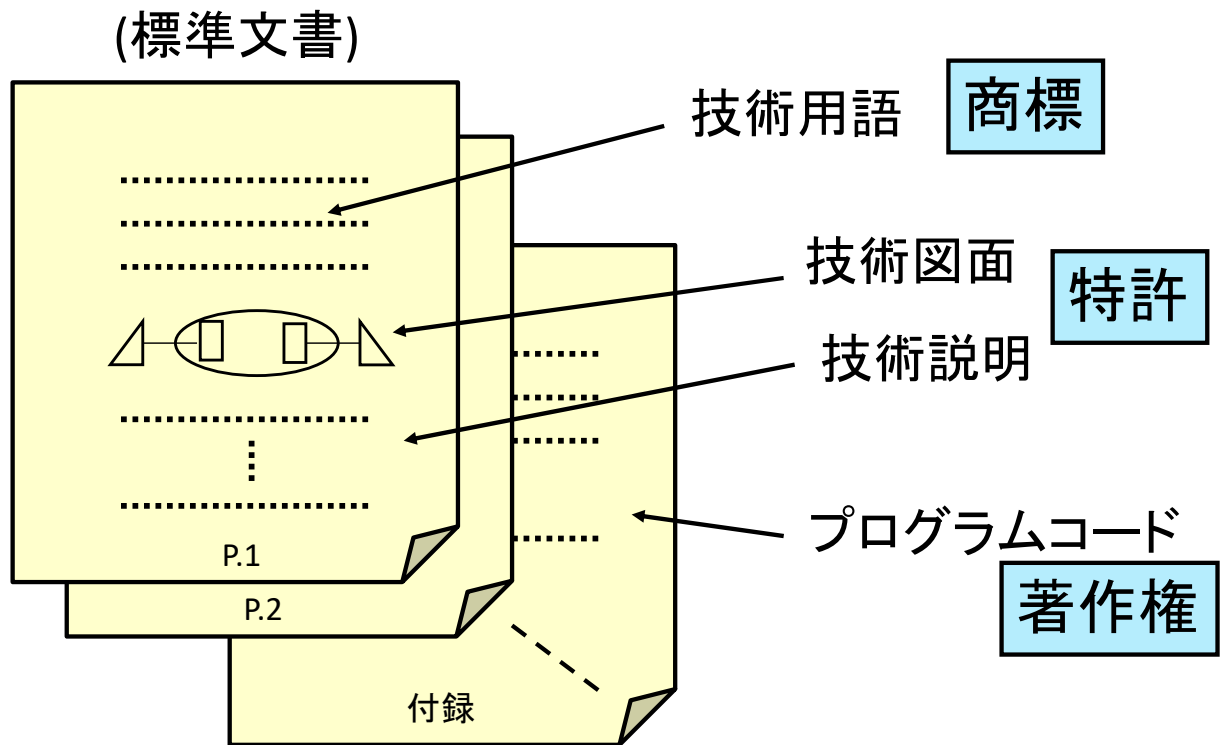 (標準文書)
技術用語
商標
技術図面
特許
技術説明
プログラムコード
著作権
P.1
P.2
付録